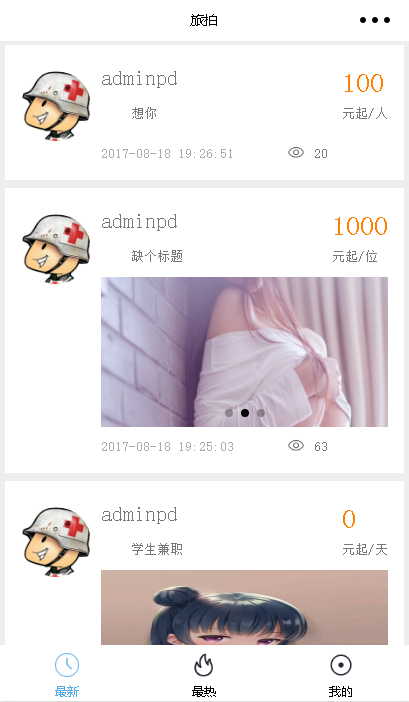 旅拍
adminpd
100
想你
元起/人
2017-08-18 19:26:51
20
adminpd
1000
缺个标题
元起/位
2017-08-18 19:25:03
63
adminpd
0
学生兼职
元起/天
最新
最热
我的